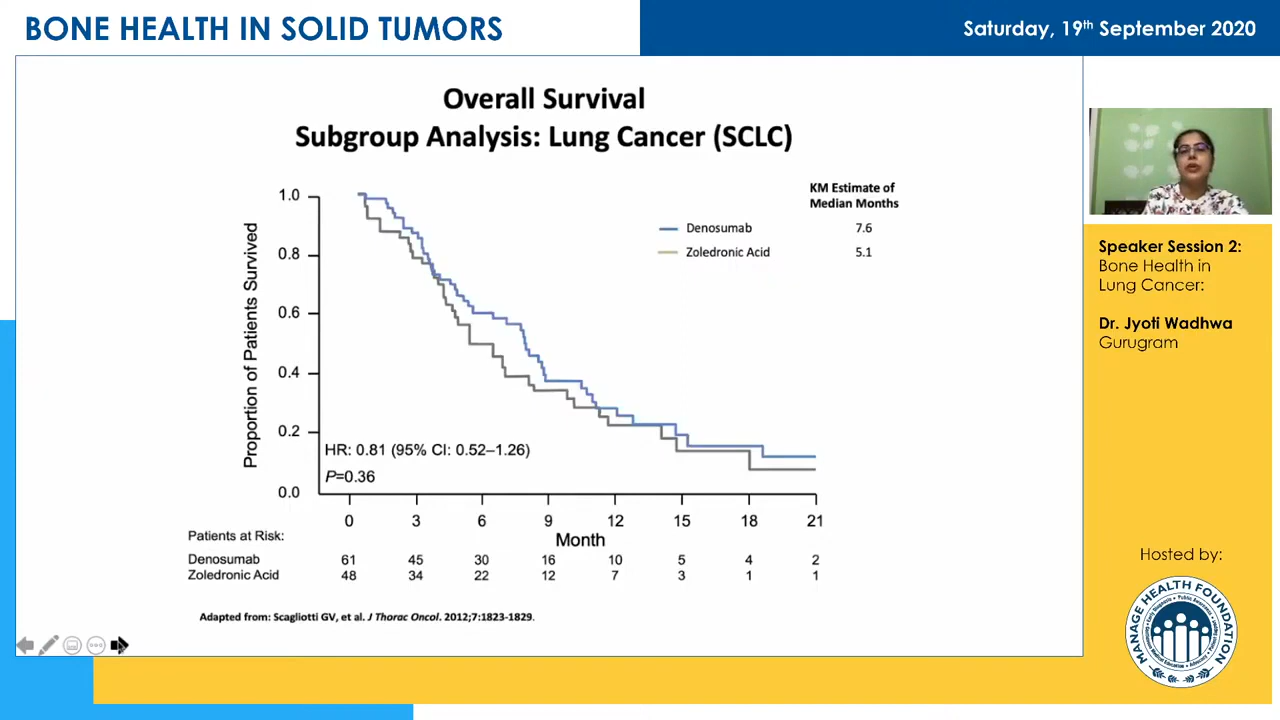 BONE HEALTH IN SOLID TUMORS
Saturday, 19th September 2020
Overall Survival
Subgroup Analysis: Lung Cancer (SCLC)
KM Estimate of
Median Months
Denosumab 7.6
Zoledronic Acid 5.1
Proportion of Patients Survived
1.0
0.8
0.6
0.4
0.2
0.0
HR: 0.81 (95% CI: 0.52–1.26)
P=0.36
0 3 6 9 12 15 18 21
Month
Patients at Risk:
Denosumab 61 45 30 16 10 5 4 2
Zoledronic Acid 48 34 22 12 7 3 1 1
Adapted from: Scagliotti GV, et al. J Thorac Oncol. 2012;7:1823-1829.
Speaker Session 2:
Bone Health in
Lung Cancer:
Dr. Jyoti Wadhwa
Gurugram
Hosted by:
MANAGE HEALTH FOUNDATION